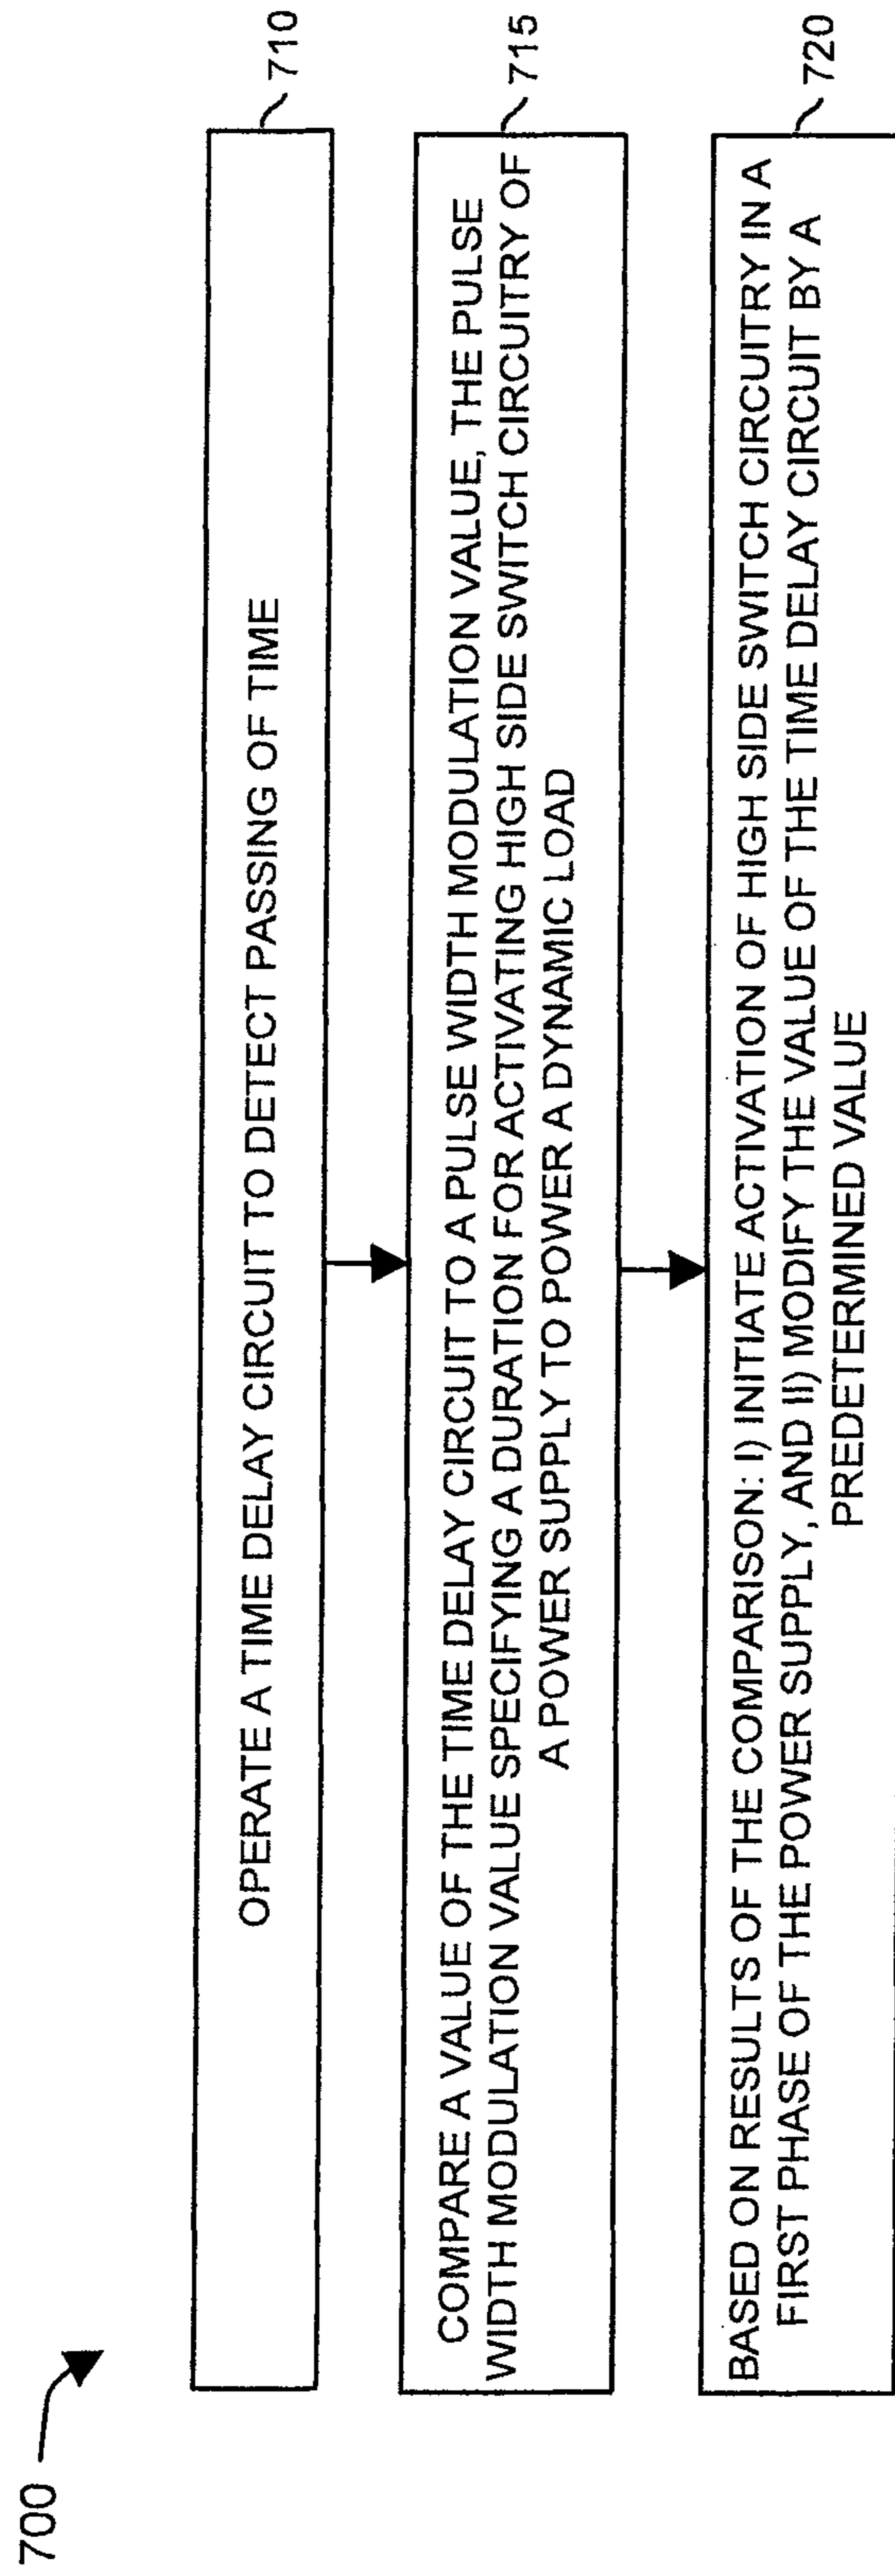 700
OPERATE A TIME DELAY CIRCUIT TO DETECT PASSING OF TIME
710
COMPARE A VALUE OF THE TIME DELAY CIRCUIT TO A PULSE WIDTH MODULATION VALUE, THE PULSE
WIDTH MODULATION VALUE SPECIFYING A DURATION FOR ACTIVATING HIGH SIDE SWITCH CIRCUITRY OF
A POWER SUPPLY TO POWER A DYNAMIC LOAD
715
BASED ON RESULTS OF THE COMPARISON: I) INITIATE ACTIVATION OF HIGH SIDE SWITCH CIRCUITRY IN A
FIRST PHASE OF THE POWER SUPPLY, AND II) MODIFY THE VALUE OF THE TIME DELAY CIRCUIT BY A
PREDETERMINED VALUE
720